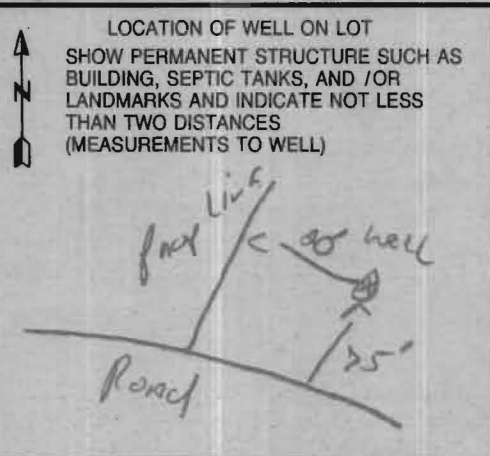 LOCATION OF WELL ON LOT
SHOW PERMANENT STRUCTURE SUCH AS
BUILDING, SEPTIC TANKS, AND /OR
LANDMARKS AND INDICATE NOT LESS
THAN TWO DISTANCES
(MEASUREMENTS TO WELL)
N
Line
well
Road